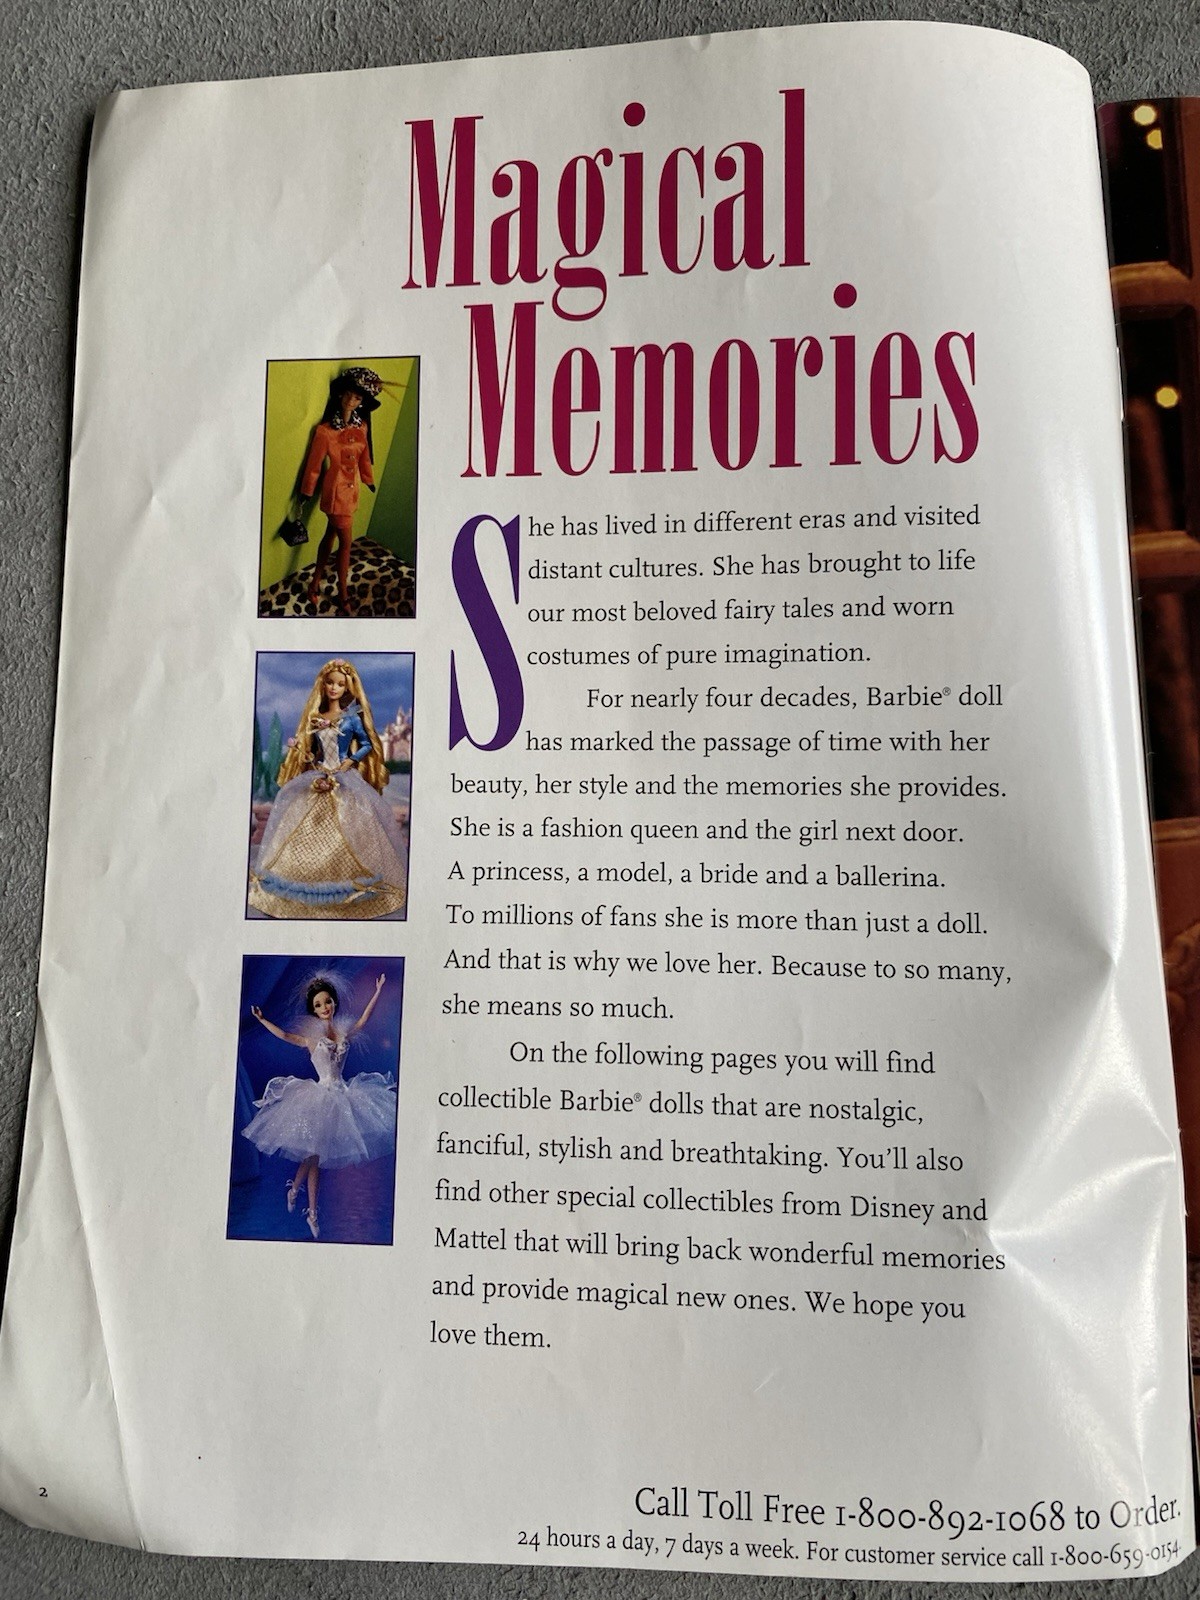 Magical
Memories
She has lived in different eras and visited
distant cultures. She has brought to life
our most beloved fairy tales and worn
costumes of pure imagination.
For nearly four decades, Barbie® doll
has marked the passage of time with her
beauty, her style and the memories she provides.
She is a fashion queen and the girl next door.
A princess, a model, a bride and a ballerina.
To millions of fans she is more than just a doll.
And that is why we love her. Because to so many,
she means so much.
On the following pages you will find
collectible Barbie® dolls that are nostalgic,
fanciful, stylish and breathtaking. You'll also
find other special collectibles from Disney and
Mattel that will bring back wonderful memories
and provide magical new ones. We hope you
love them.
2
Call Toll Free 1-800-892-1068 to Order.
24 hours a day, 7 days a week. For customer service call 1-800-659-0154.